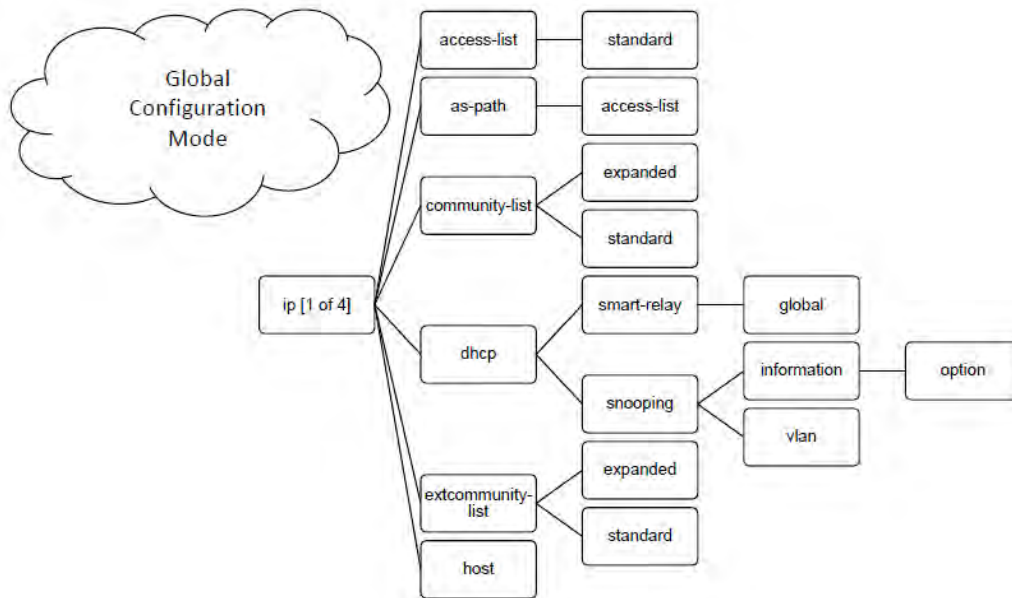 Global
Configuration
Mode
access-list
standard
as-path
access-list
community-list
expanded
standard
ip [1 of 4]
dhcp
smart-relay
global
snooping
information
option
vlan
extcommunity-
list
expanded
standard
host